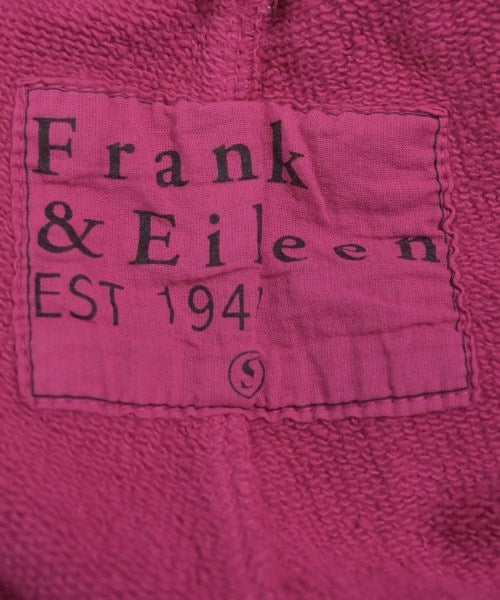 Frank
& Eileen
EST 194
S